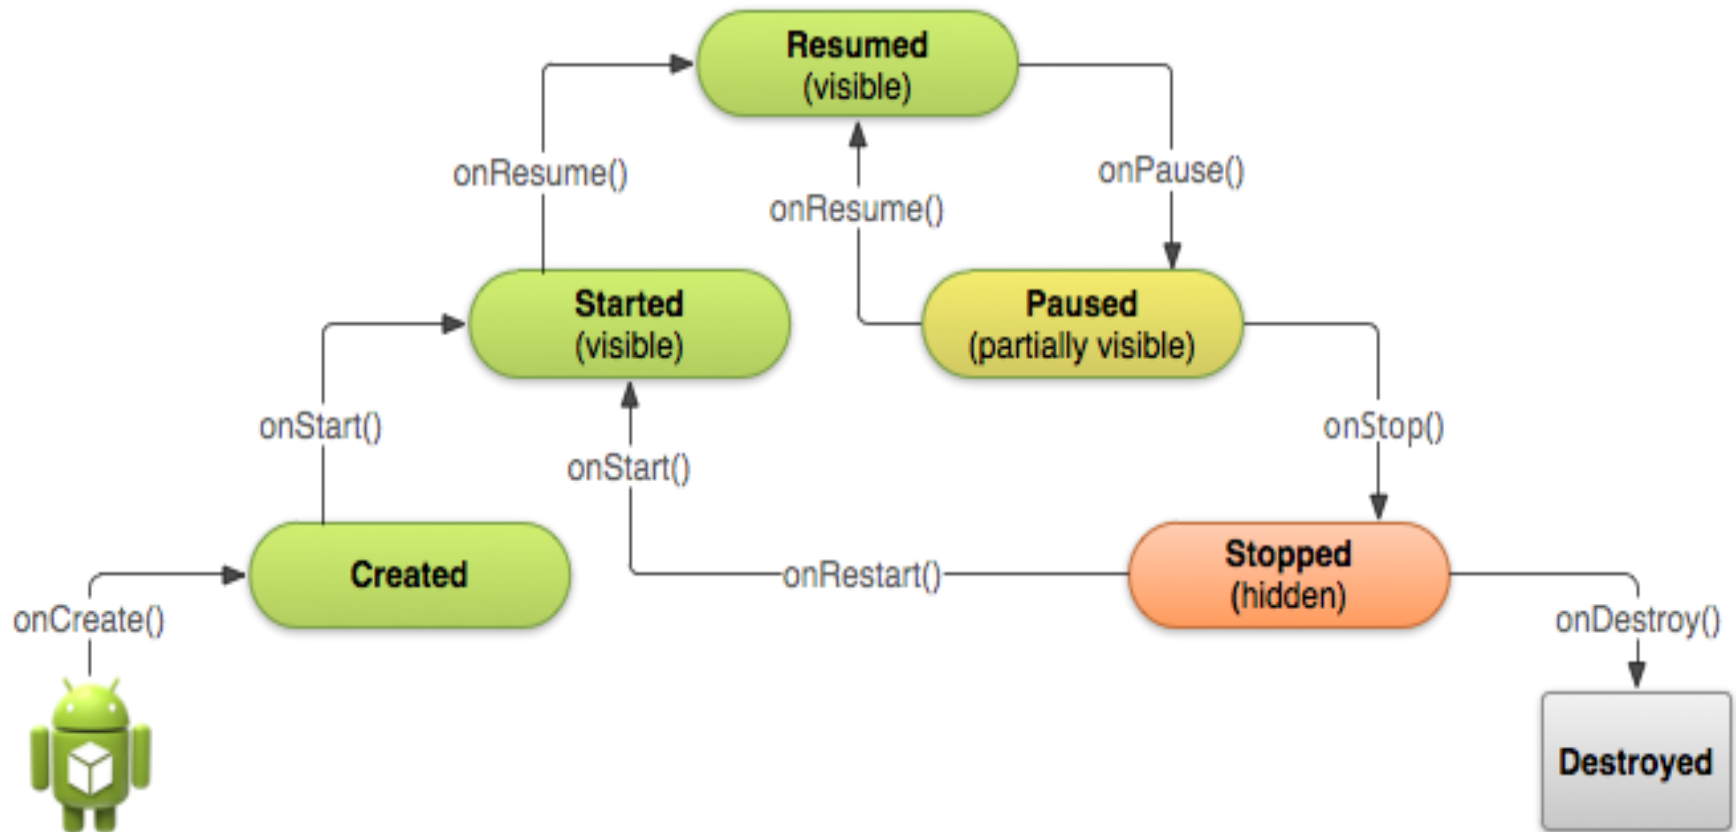 Resumed
(visible)
onResume()
onPause()
onResume()
Started
(visible)
Paused
(partially visible)
onStart()
onStop()
onStart()
Created
onRestart()
Stopped
(hidden)
onCreate()
onDestroy()
Destroyed